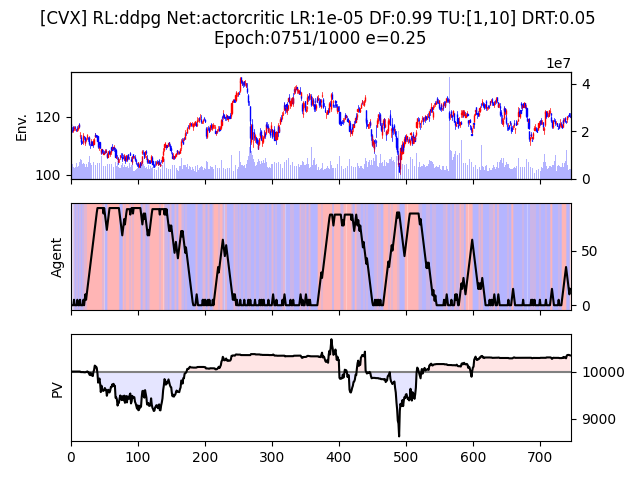 [CVX] RL:ddpg Net:actorcritic LR:1e-05 DF:0.99 TU:[1,10] DRT:0.05
Epoch:0751/1000 e=0.25
1e7
Env.
120
100
4
2
0
Agent
50
0
PV
10000
9000
0 100 200 300 400 500 600 700